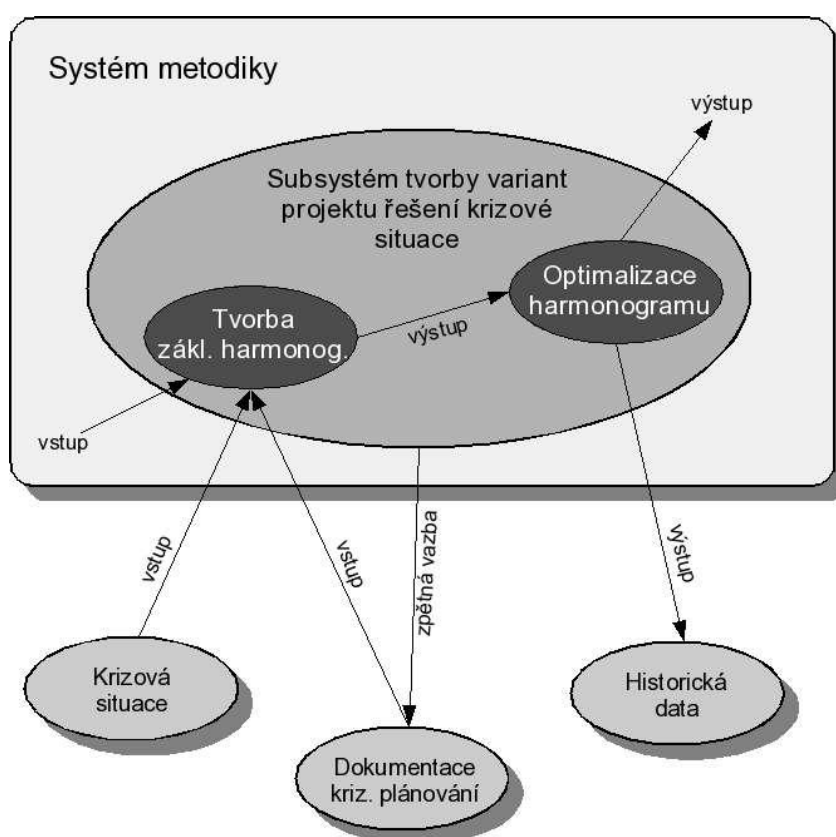 Systém metodiky
výstup
Subsystém tvorby variant
projektu řešení krizové
situace
Optimalizace
harmonogramu
Tvorba
zákl. harmonog.
výstup
vstup
vstup
vstup
zpětná vazba
výstup
Krizová
situace
Historická
data
Dokumentace
kriz. plánování